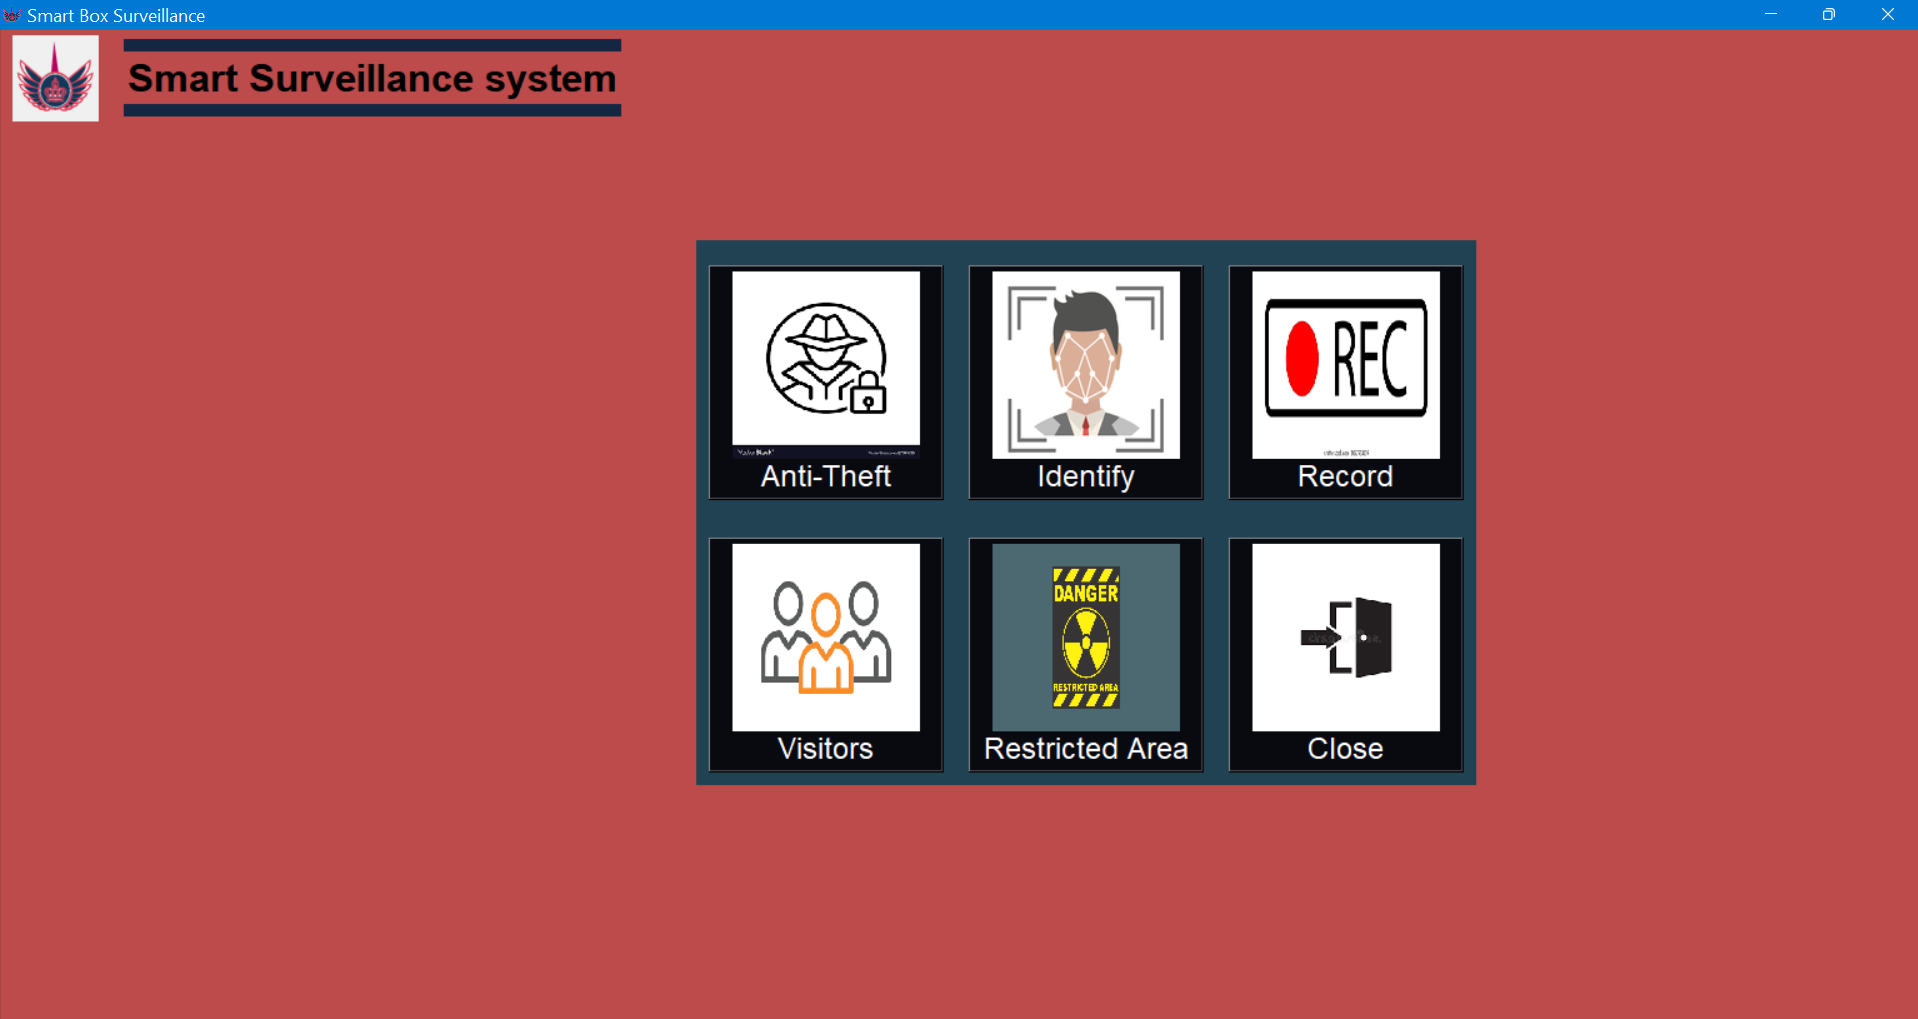 Smart Box Surveillance
Smart Surveillance system
REC
Anti-Theft
Identify
Record
DANGER
RESTRICTED AREA
Visitors
Restricted Area
Close